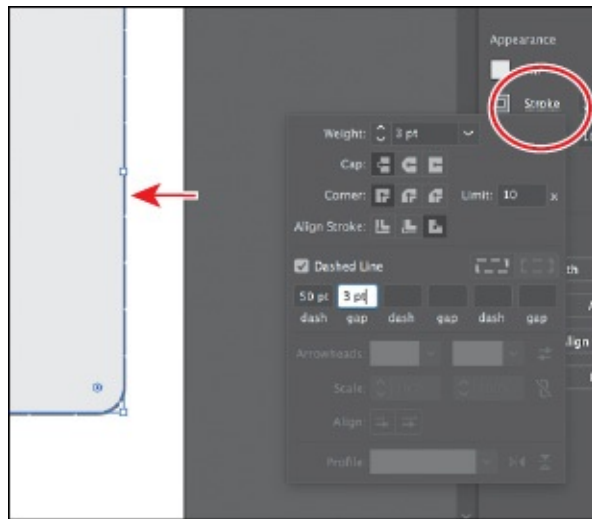 Appearance
Stroke
Weight: 3 pt
Cap:
Corner: Limit: 10 x
Align Stroke:
Dashed Line
50 pt 3 pt
dash gap dash gap dash gap
Arrowheads:
Scale:
Align:
Profile: